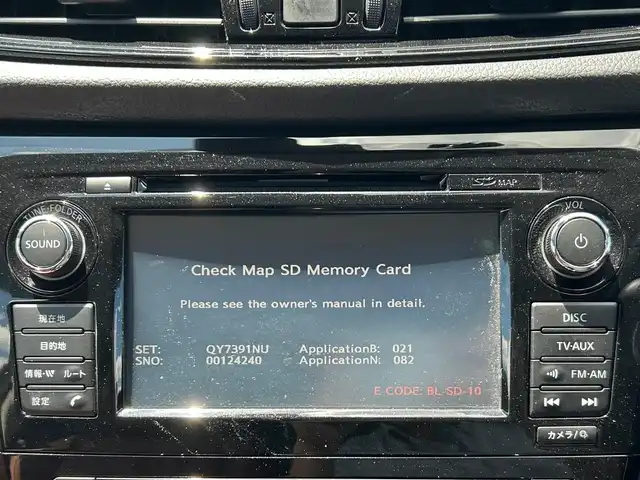 SD MAP
TUNE·FOLDER
SOUND
VOL
Check Map SD Memory Card
Please see the owner's manual in detail.
SET: QY7391NU ApplicationB: 021
SNO: 00124240 ApplicationN: 082
E CODE: BL-SD-10
現在地
目的地
情報·VV ルート
設定
DISC
TV·AUX
FM·AM
カメラ/